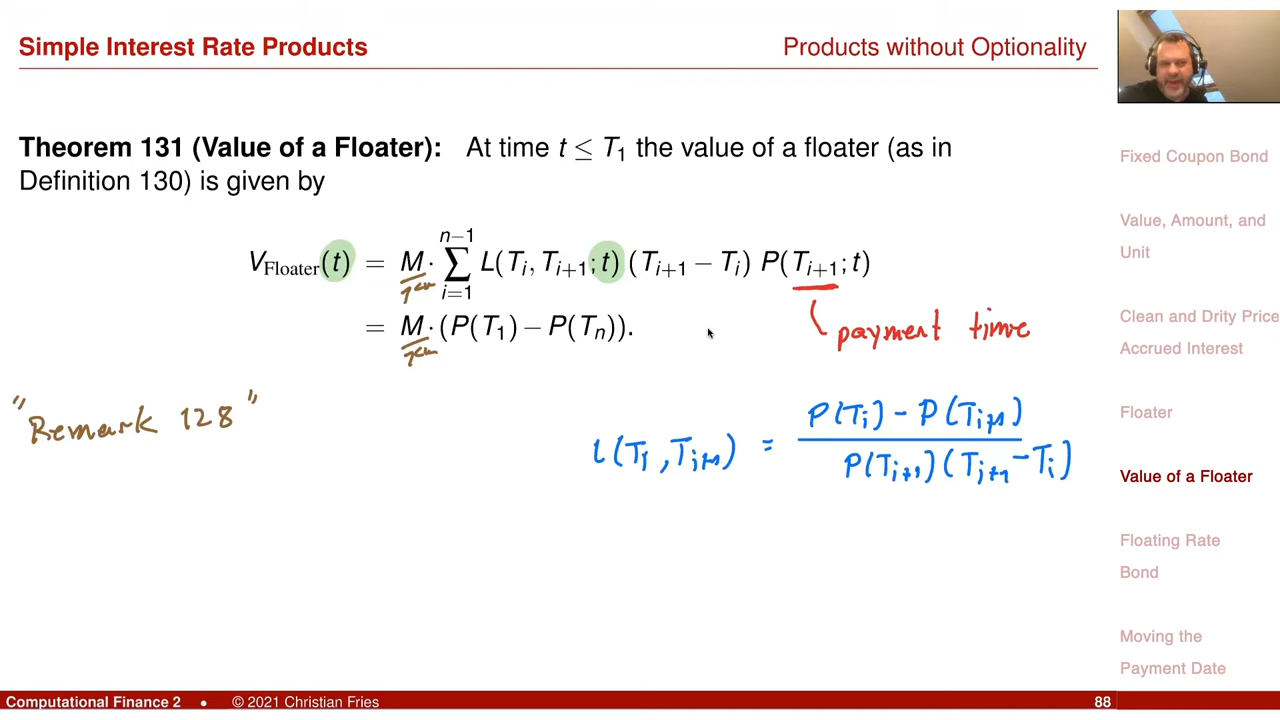 Simple Interest Rate Products
Products without Optionality
Theorem 131 (Value of a Floater): At time t ≤ T₁ the value of a floater (as in
Definition 130) is given by
V_Floater(t) = M · ∑_{i=1}^{n−1} L(Tᵢ, Tᵢ₊₁; t) (Tᵢ₊₁ − Tᵢ) P(Tᵢ₊₁; t)
= M · (P(T₁) − P(Tₙ)).
payment time
"Remark 128"
L(T₁, Tᵢ₊₁) = P(Tᵢ) − P(Tᵢ₊₁) / P(Tᵢ₊₁)(Tᵢ₊₁ − Tᵢ)
Fixed Coupon Bond
Value, Amount, and
Unit
Clean and Drity Price
Accrued Interest
Floater
Value of a Floater
Floating Rate
Bond
Moving the
Payment Date
Computational Finance 2 • © 2021 Christian Fries
88